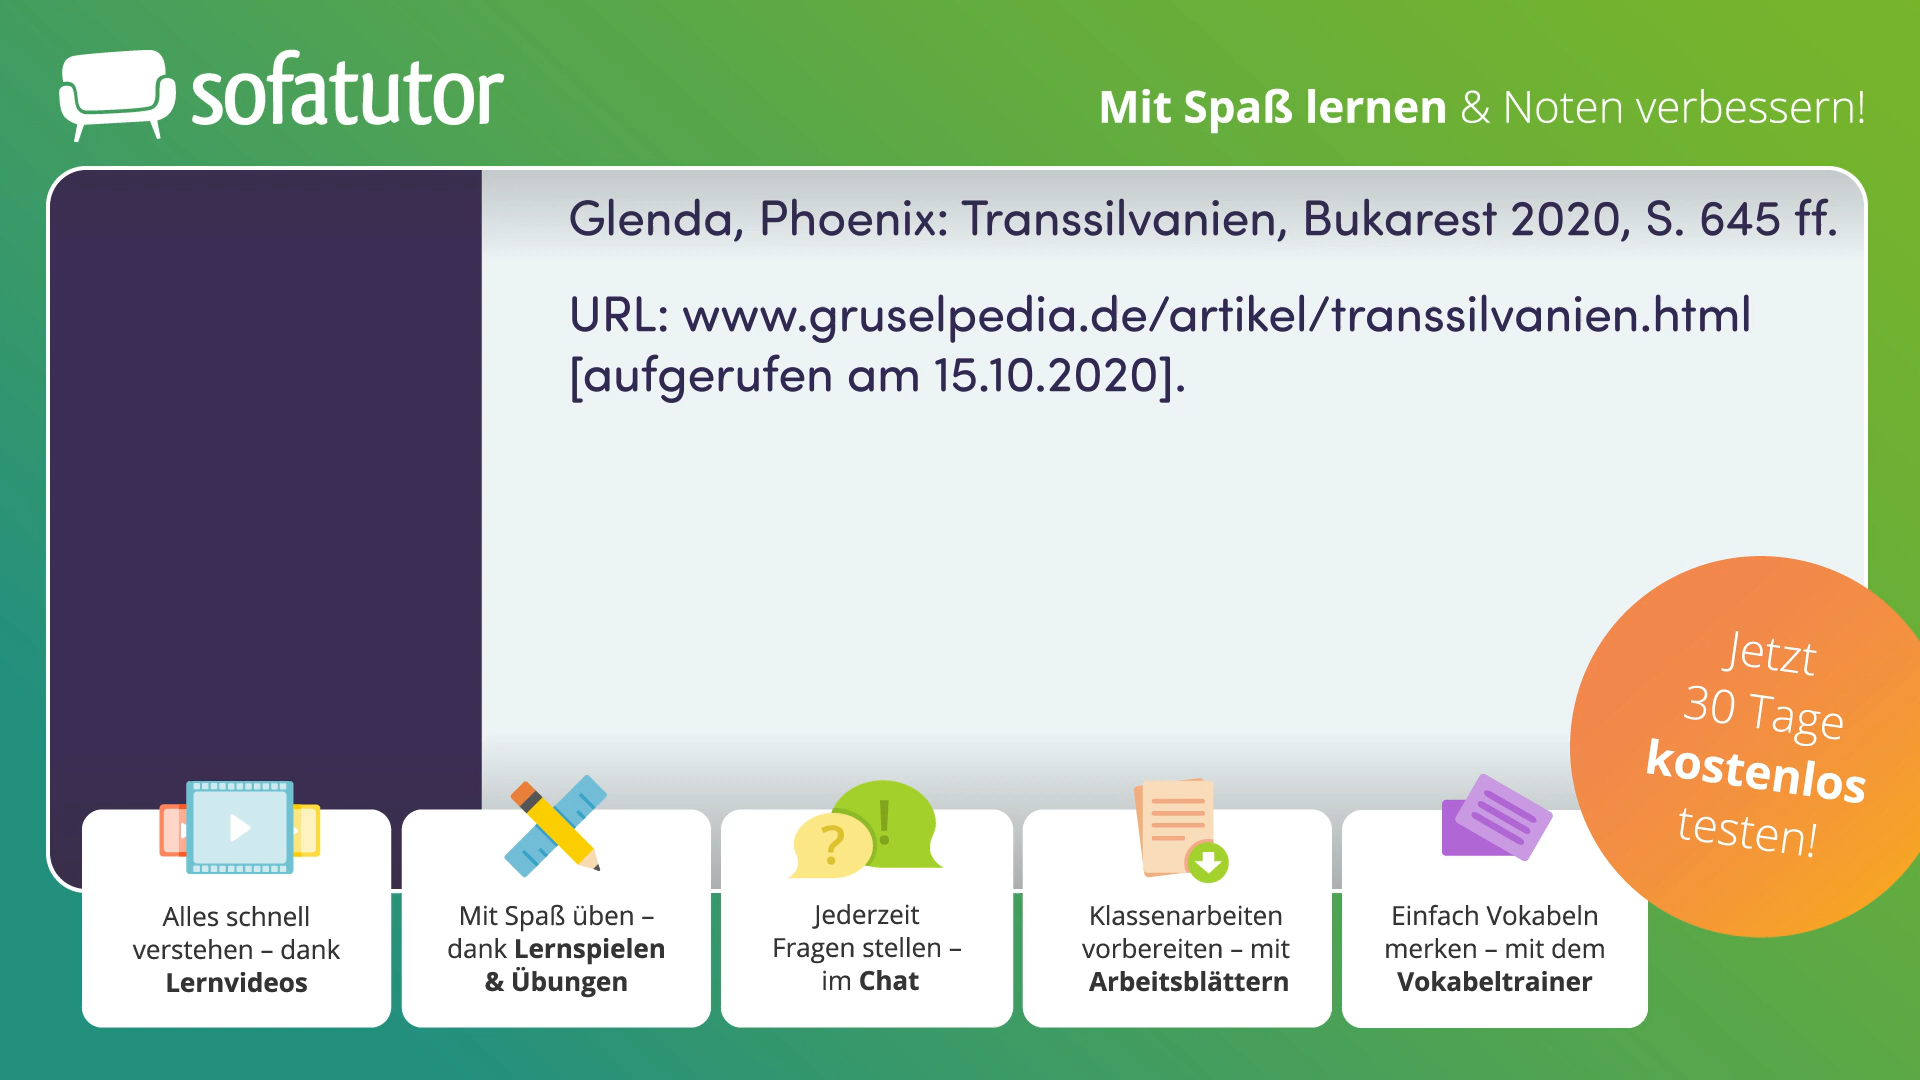 sofatutor
Mit Spaß lernen & Noten verbessern!
Glenda, Phoenix: Transsilvanien, Bukarest 2020, S. 645 ff.
URL: www.gruselpedia.de/artikel/transsilvanien.html
[aufgerufen am 15.10.2020].
Jetzt
30 Tage
kostenlos
testen!
? !
Alles schnell
verstehen – dank
Lernvideos
Mit Spaß üben –
dank Lernspielen
& Übungen
Jederzeit
Fragen stellen –
im Chat
Klassenarbeiten
vorbereiten – mit
Arbeitsblättern
Einfach Vokabeln
merken – mit dem
Vokabeltrainer